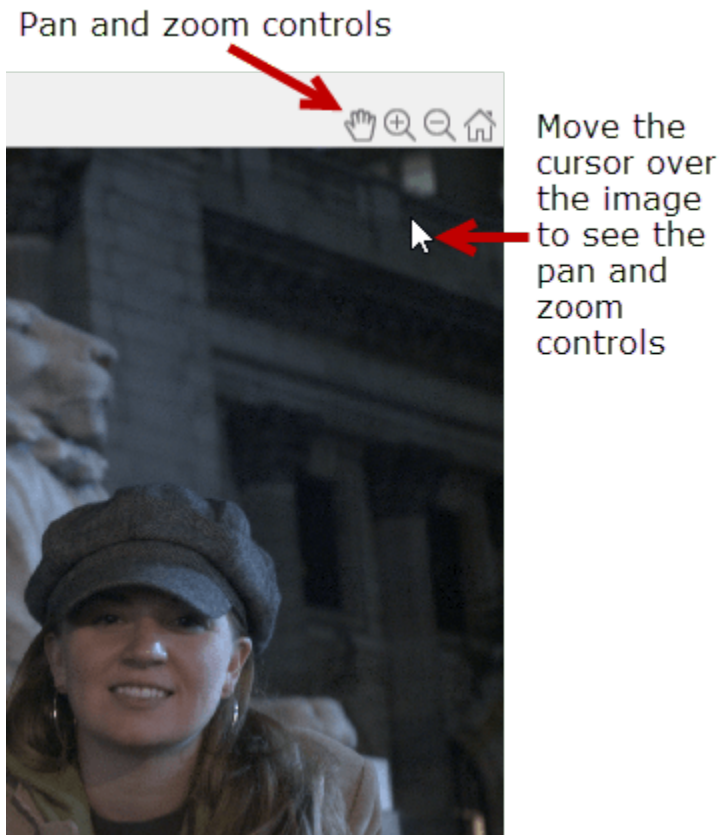 Pan and zoom controls
Move the
cursor over
the image
to see the
pan and
zoom
controls